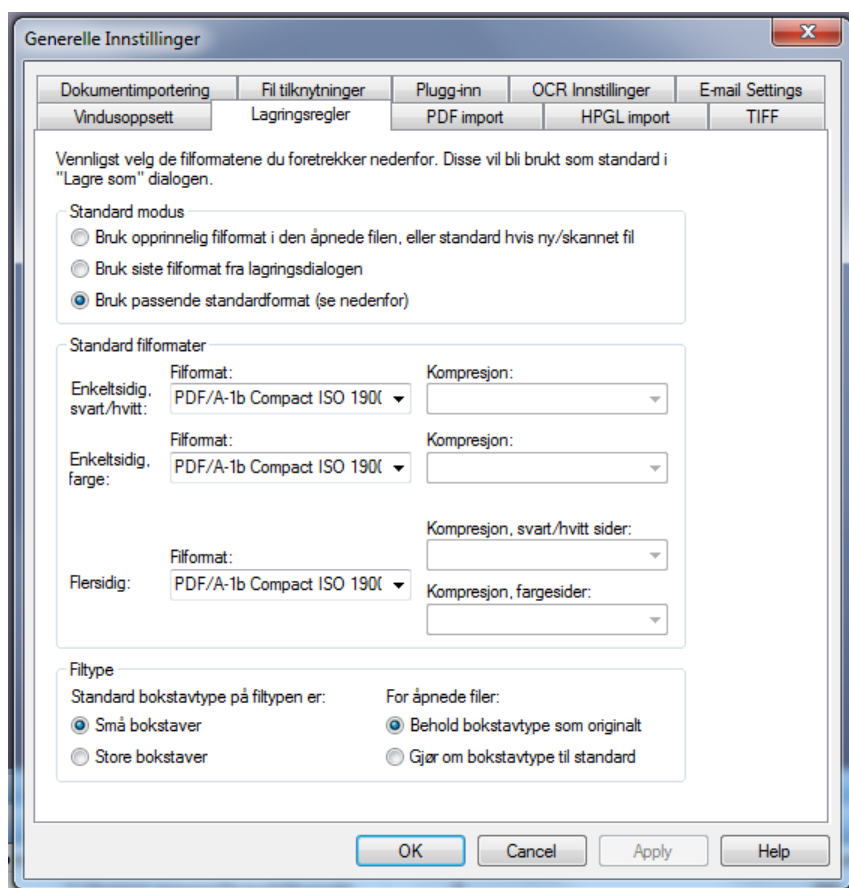 Generelle Innstillinger
Dokumentimportering Fil tilknytninger Plugg-inn OCR Innstillinger E-mail Settings
Vindusoppsett Lagringsregler PDF import HPGL import TIFF
Vennligst velg de filformatene du foretrekker nedenfor. Disse vil bli brukt som standard i
"Lagre som" dialogen.
Standard modus
Bruk opprinnelig filformat i den åpnede filen, eller standard hvis ny/skannet fil
Bruk siste filformat fra lagringsdialogen
Bruk passende standardformat (se nedenfor)
Standard filformater
Filformat: Kompresjon:
Enkeltsidig,
svart/hvitt:
PDF/A-1b Compact ISO 1900
Filformat: Kompresjon:
Enkeltsidig,
farge:
PDF/A-1b Compact ISO 1900
Kompresjon, svart/hvitt sider:
Filformat:
Flersidig: PDF/A-1b Compact ISO 1900
Kompresjon, fargesider:
Filtype
Standard bokstavtype på filtypen er: For åpnede filer:
Små bokstaver Behold bokstavtype som originalt
Store bokstaver Gjør om bokstavtype til standard
OK Cancel Apply Help